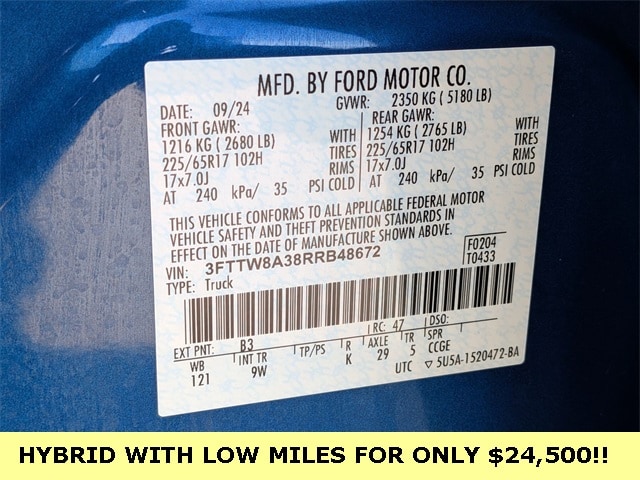 MFD. BY FORD MOTOR CO.
DATE: 09/24 GVWR: 2350 KG ( 5180 LB)
FRONT GAWR: REAR GAWR:
1216 KG ( 2680 LB) WITH 1254 KG ( 2765 LB) WITH
225/65R17 102H TIRES 225/65R17 102H TIRES
17x7.0J RIMS 17x7.0J RIMS
AT 240 kPa/ 35 PSI COLD AT 240 kPa/ 35 PSI COLD
THIS VEHICLE CONFORMS TO ALL APPLICABLE FEDERAL MOTOR
VEHICLE SAFETY AND THEFT PREVENTION STANDARDS IN
EFFECT ON THE DATE OF MANUFACTURE SHOWN ABOVE.
VIN: 3FTTW8A38RRB48672 F0204
TYPE: Truck T0433
EXT PNT: B3 RC: 47 DSO:
WB INT TR TP/PS R AXLE TR SPR
121 9W K 29 5 CCGE
UTC ▽ 5U5A-1520472-BA
HYBRID WITH LOW MILES FOR ONLY $24,500!!